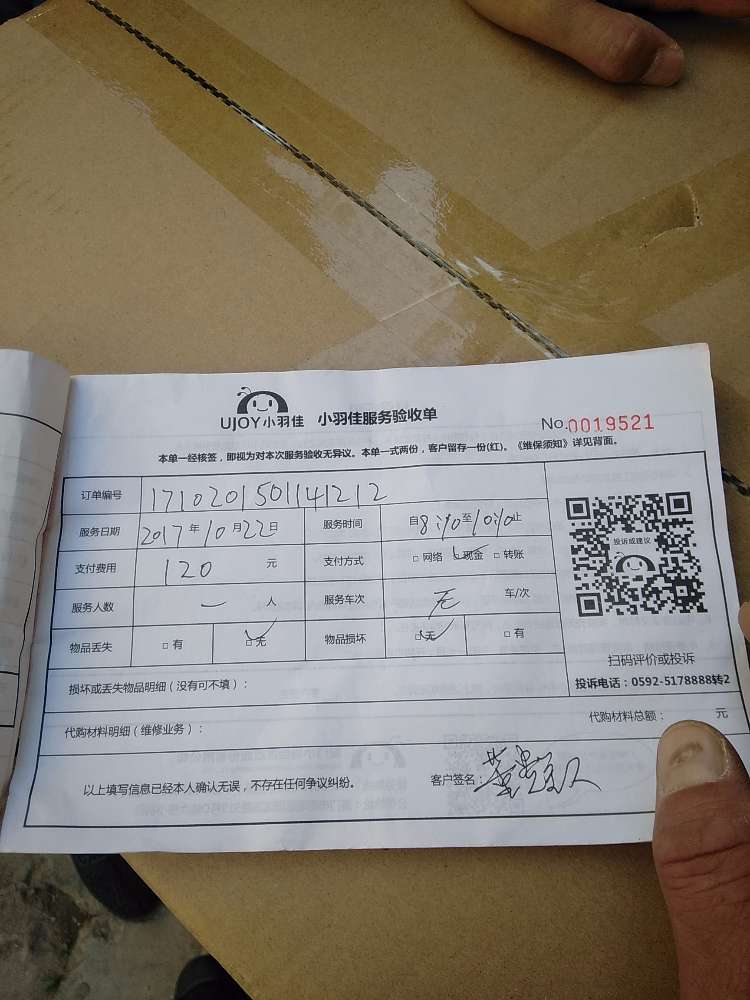 UJOY小羽佳 小羽佳服务验收单 No.0019521
本单一经核签，即视为对本次服务验收无异议。本单一式两份，客户留存一份(红)。《维保须知》详见背面。
订单编号 1710201501141212
服务日期 2017年10月22日 服务时间 自8:10至10:10止
支付费用 120 元 支付方式 □ 网络 □ 现金 □ 转账
服务人数 一 人 服务车次 无 车/次
物品丢失 □ 有 □ 无 物品损坏 □ 无 □ 有
投诉或建议
扫码评价或投诉
投诉电话：0592-5178888转2
损坏或丢失物品明细（没有可不填）：
代购材料明细（维修业务）： 代购材料总额： 元
以上填写信息已经本人确认无误，不存在任何争议纠纷。 客户签名：